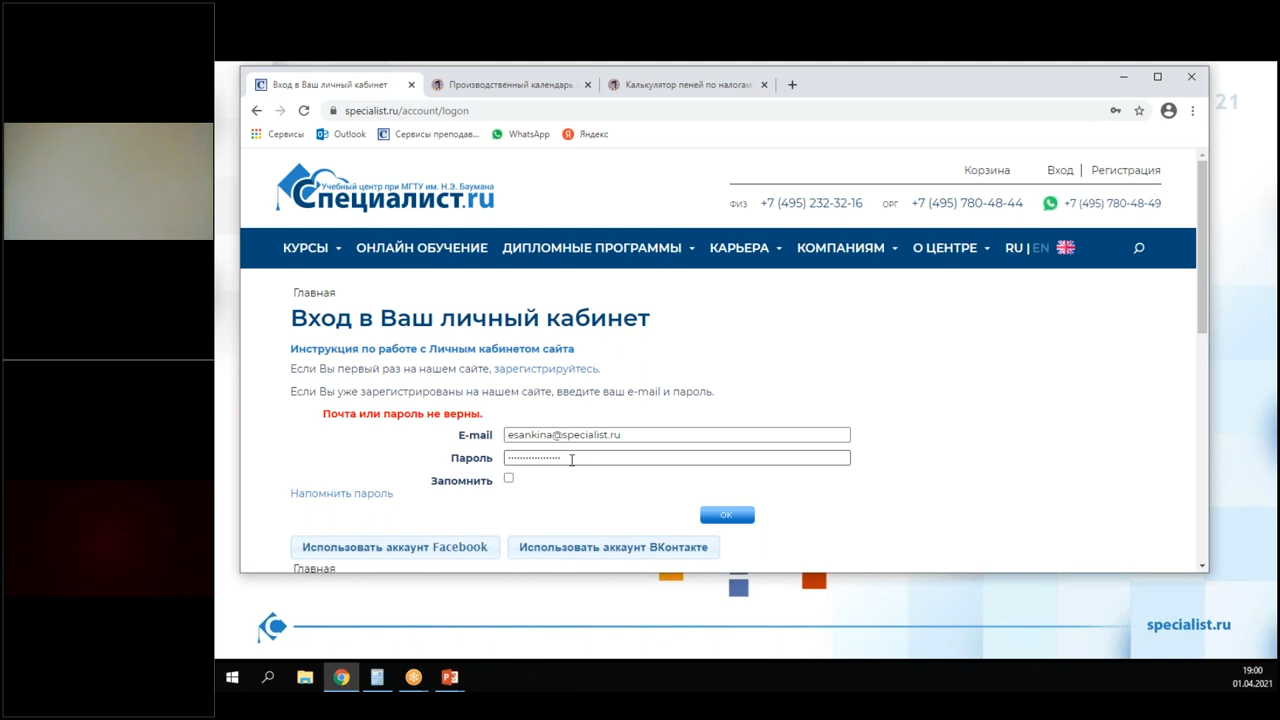 Вход в Ваш личный кабинет
Производственный календарь
Калькулятор пеней по налогам
specialist.ru/account/logon
Сервисы Outlook Сервисы преподав... WhatsApp Яндекс
21
Корзина Вход | Регистрация
Учебный центр при МГТУ им. Н.Э. Баумана
Специалист.ru
ФИЗ +7 (495) 232-32-16 ОРГ +7 (495) 780-48-44 +7 (495) 780-48-49
КУРСЫ ОНЛАЙН ОБУЧЕНИЕ ДИПЛОМНЫЕ ПРОГРАММЫ КАРЬЕРА КОМПАНИЯМ О ЦЕНТРЕ RU | EN
Главная
Вход в Ваш личный кабинет
Инструкция по работе с Личным кабинетом сайта
Если Вы первый раз на нашем сайте, зарегистрируйтесь.
Если Вы уже зарегистрированы на нашем сайте, введите ваш e-mail и пароль.
Почта или пароль не верны.
E-mail esankina@specialist.ru
Пароль ··················
Запомнить
Напомнить пароль
OK
Использовать аккаунт Facebook Использовать аккаунт ВКонтакте
Главная
specialist.ru
19:00
01.04.2021